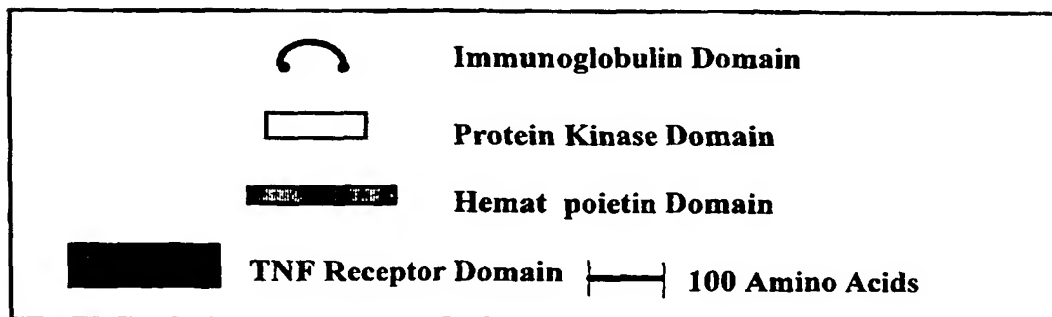 Immunoglobulin Domain
Protein Kinase Domain
Hemat poietin Domain
TNF Receptor Domain 100 Amino Acids